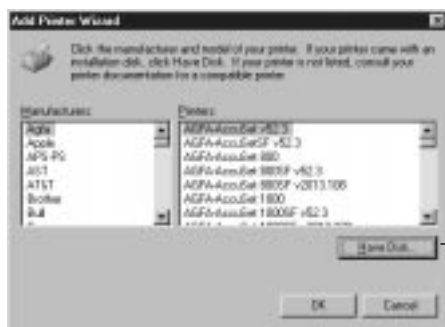 Add Printer Wizard
Click the manufacturer and model of your printer. If your printer came with an
installation disk, click Have Disk. If your printer is not listed, consult your
printer documentation for a compatible printer.
Manufacturers:
Printers:
Agfa
Apple
APS-PS
AST
AT&T
Brother
Bull
AGFA-AccuSet v52.3
AGFA-AccuSetSF v52.3
AGFA-AccuSet 800
AGFA-AccuSet 800SF v52.3
AGFA-AccuSet 800SF v2013.108
AGFA-AccuSet 1000
AGFA-AccuSet 1000SF v52.3
Have Disk...
OK
Cancel